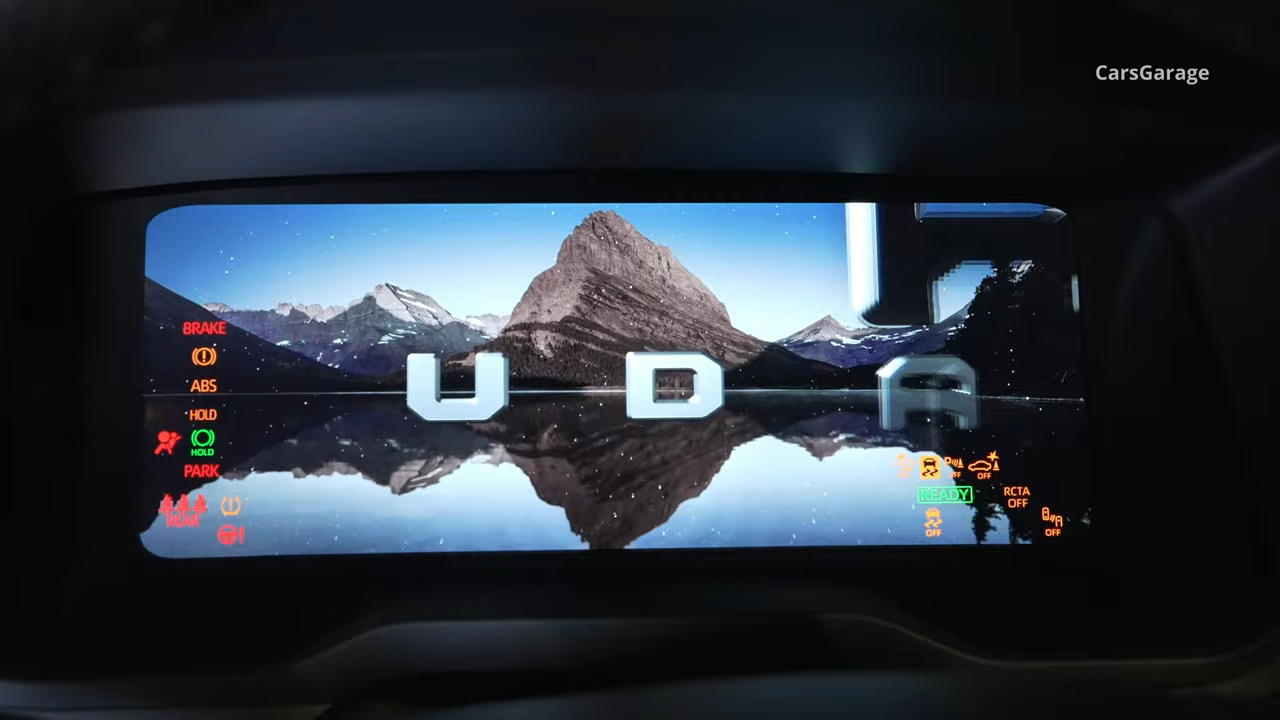 CarsGarage
BRAKE
U D A
ABS
HOLD
HOLD
PARK
REAR
OFF
READY
RCTA
OFF
OFF
OFF